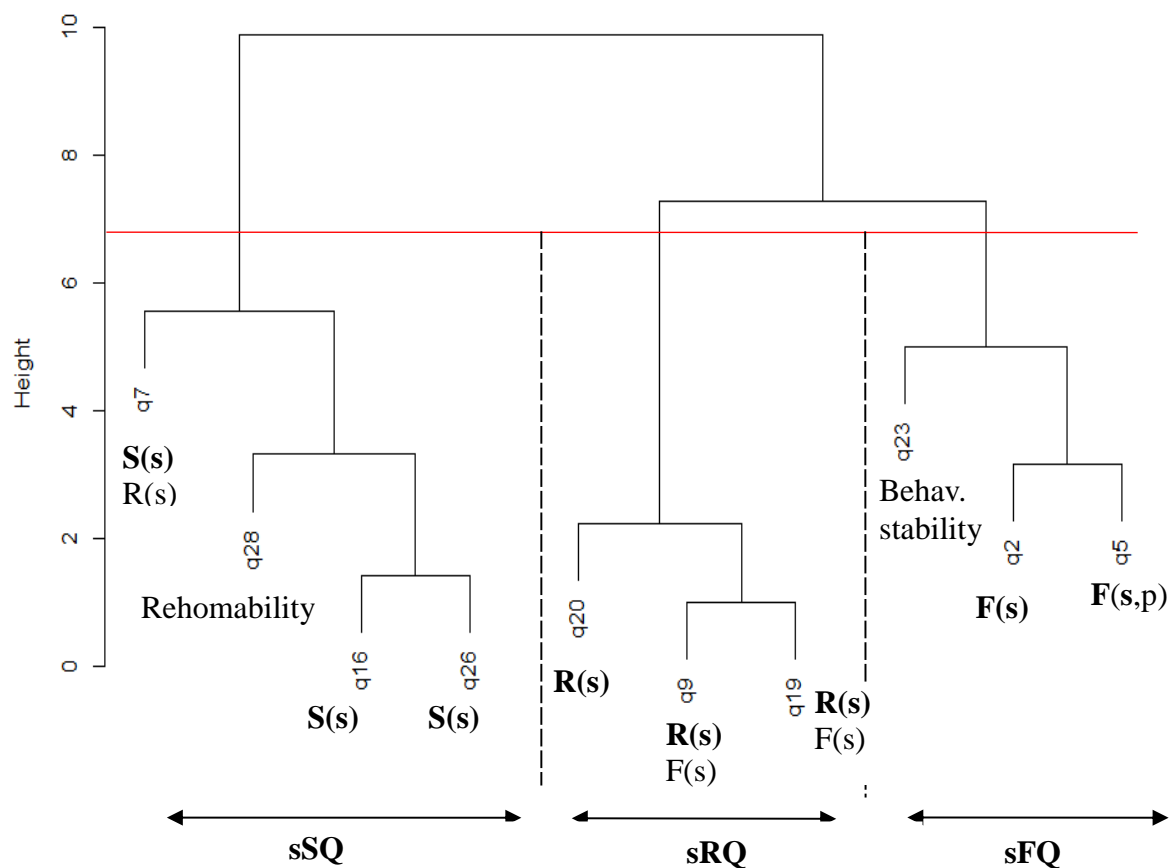 10
8
6
4
2
0
Height
q7
S(s)
R(s)
q28
Rehomability
q16
S(s)
q26
S(s)
q20
R(s)
q9
R(s)
F(s)
q19
R(s)
F(s)
q23
Behav.
stability
q2
F(s)
q5
F(s,p)
sSQ
sRQ
sFQ